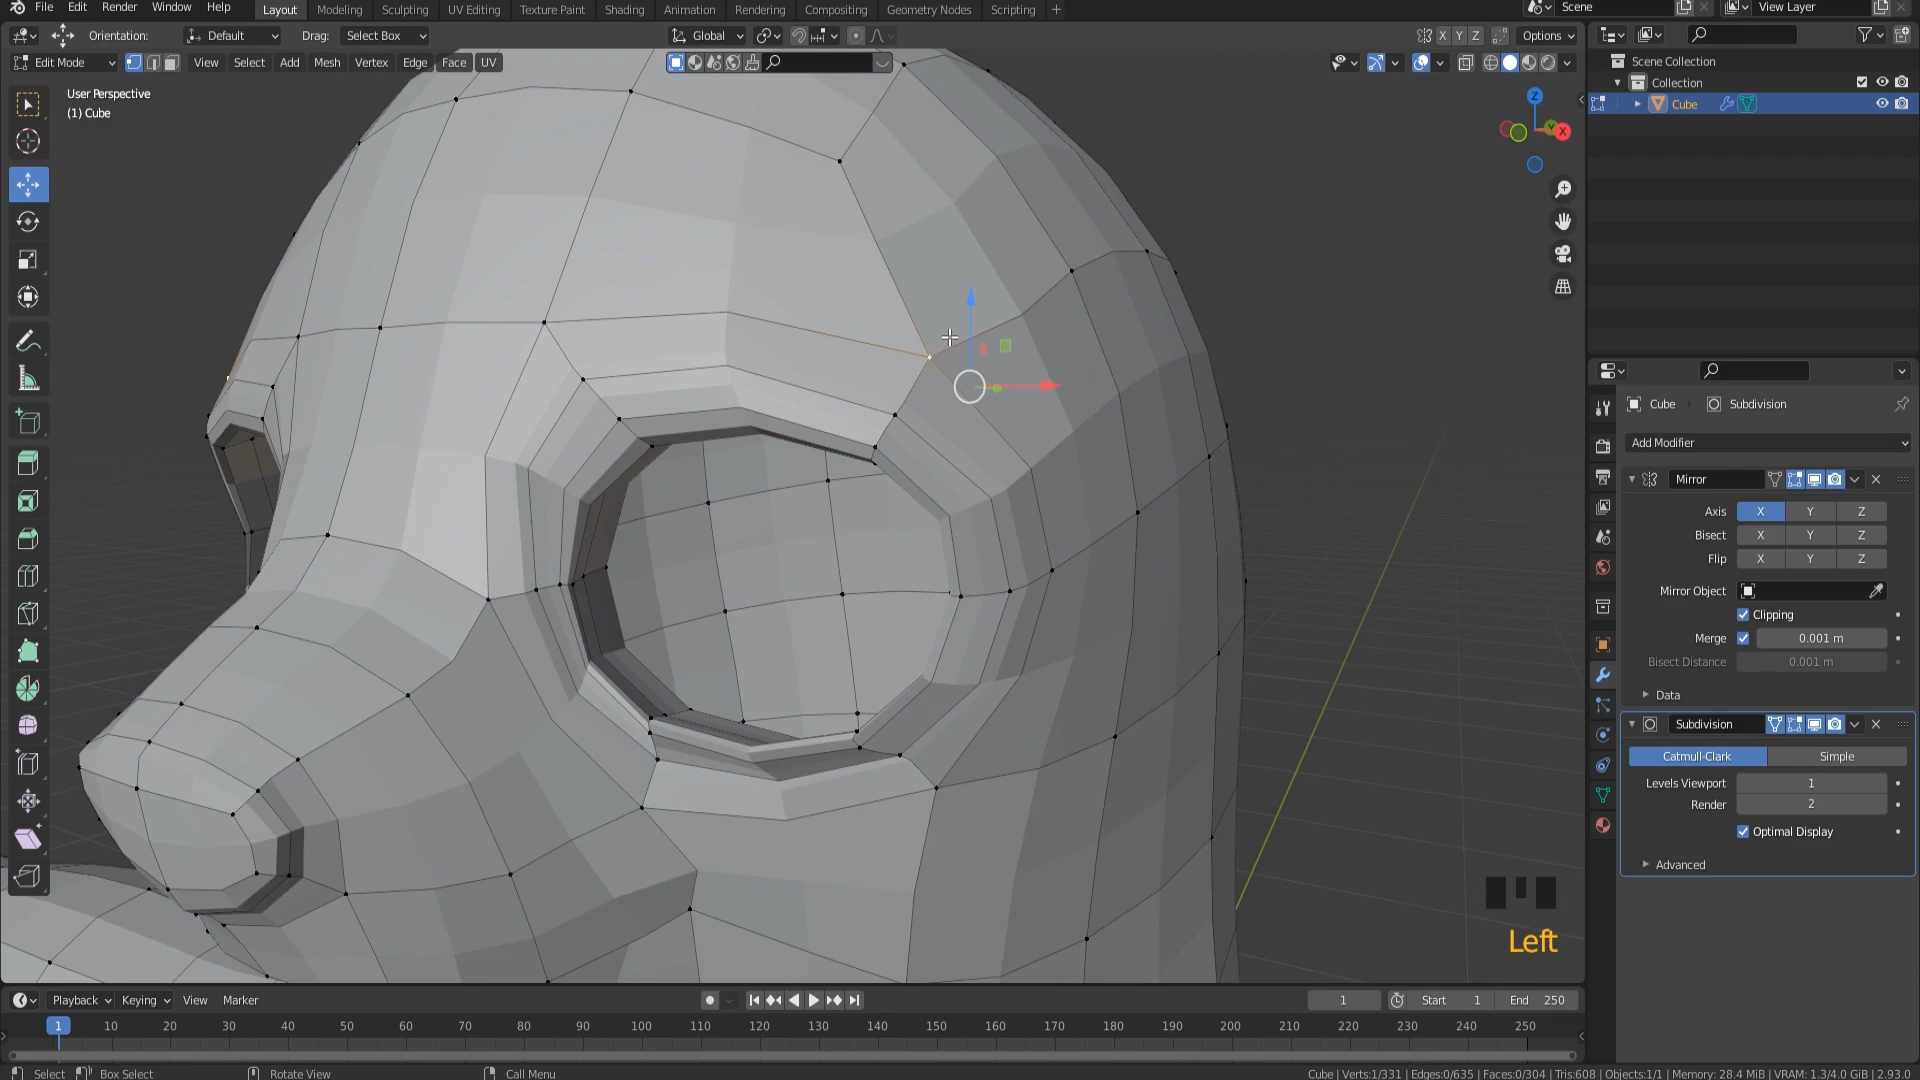 File Edit Render Window Help Layout Modeling Sculpting UV Editing Texture Paint Shading Animation Rendering Compositing Geometry Nodes Scripting + Scene View Layer
Orientation: Default Drag: Select Box Global X Y Z Options
Edit Mode View Select Add Mesh Vertex Edge Face UV
User Perspective
(1) Cube
Z
X
Scene Collection
Collection
Cube
Cube Subdivision
Add Modifier
Mirror
Axis X Y Z
Bisect X Y Z
Flip X Y Z
Mirror Object
Clipping
Merge 0.001 m
Bisect Distance 0.001 m
Data
Subdivision
Catmull-Clark Simple
Levels Viewport 1
Render 2
Optimal Display
Advanced
Left
Playback Keying View Marker 1 Start 1 End 250
1 10 20 30 40 50 60 70 80 90 100 110 120 130 140 150 160 170 180 190 200 210 220 230 240 250
Select Box Select Rotate View Call Menu Cube | Verts:1/331 | Edges:0/635 | Faces:0/304 | Tris:608 | Objects:1/1 | Memory: 28.4 MiB | VRAM: 1.3/4.0 GiB | 2.93.0